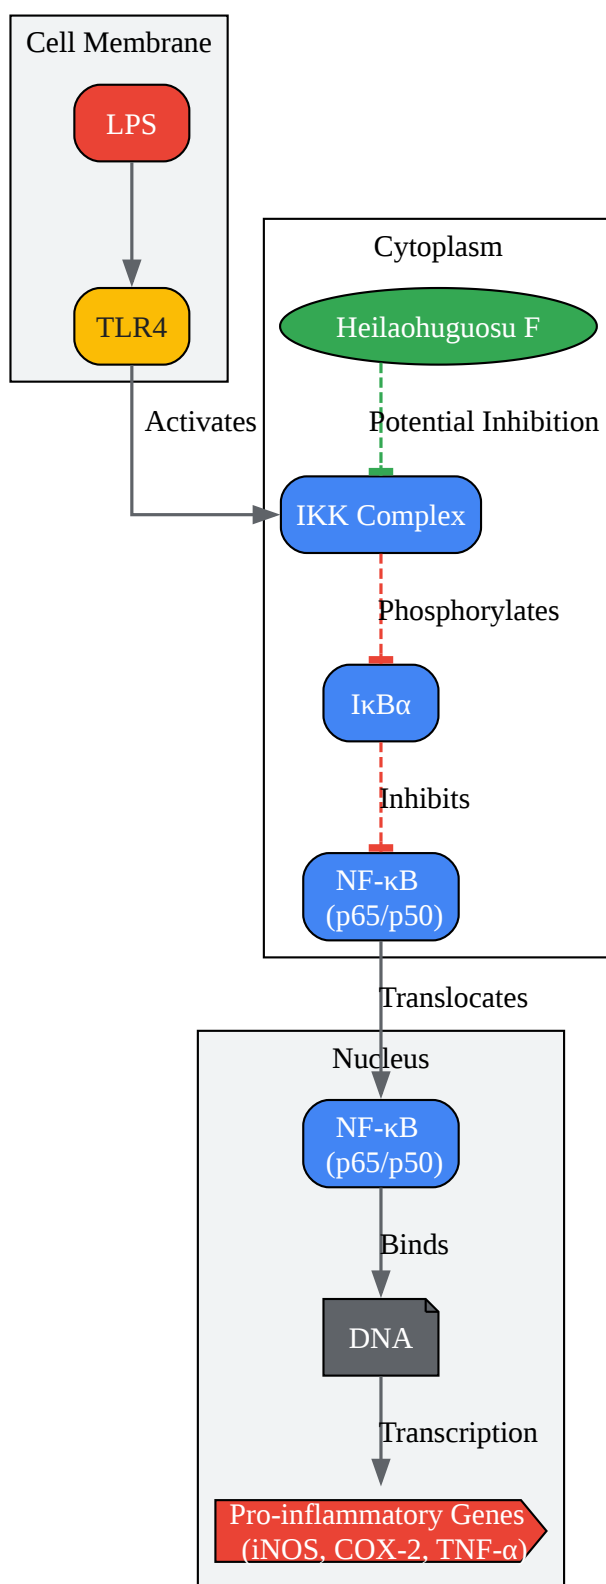 Cell Membrane
LPS
TLR4
Activates
Cytoplasm
Heilaohuguosu F
Potential Inhibition
IKK Complex
Phosphorylates
IκBα
Inhibits
NF-κB
(p65/p50)
Translocates
Nucleus
NF-κB
(p65/p50)
Binds
DNA
Transcription
Pro-inflammatory Genes
(iNOS, COX-2, TNF-α)